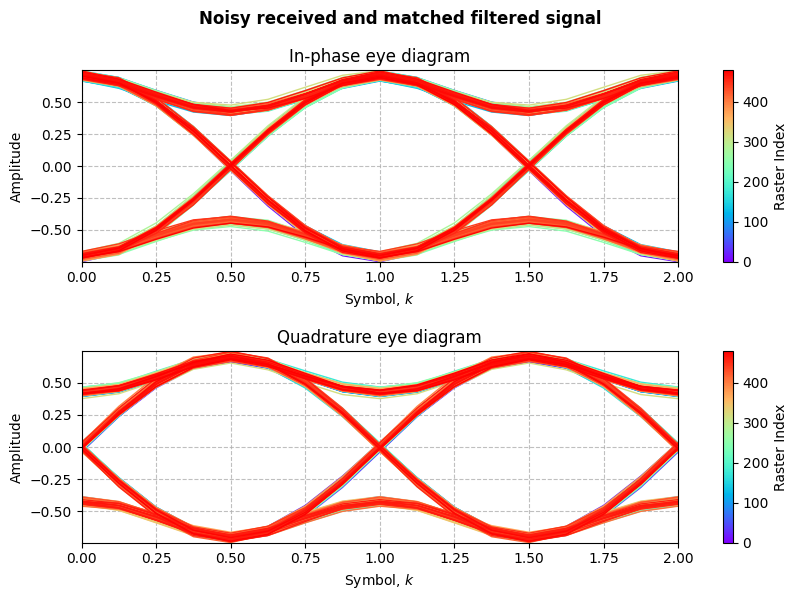 Noisy received and matched filtered signal
In-phase eye diagram
Amplitude
0.50
0.25
0.00
−0.25
−0.50
0.00 0.25 0.50 0.75 1.00 1.25 1.50 1.75 2.00
Symbol, k
400
300
200
100
0
Raster Index
Quadrature eye diagram
Amplitude
0.50
0.25
0.00
−0.25
−0.50
0.00 0.25 0.50 0.75 1.00 1.25 1.50 1.75 2.00
Symbol, k
400
300
200
100
0
Raster Index